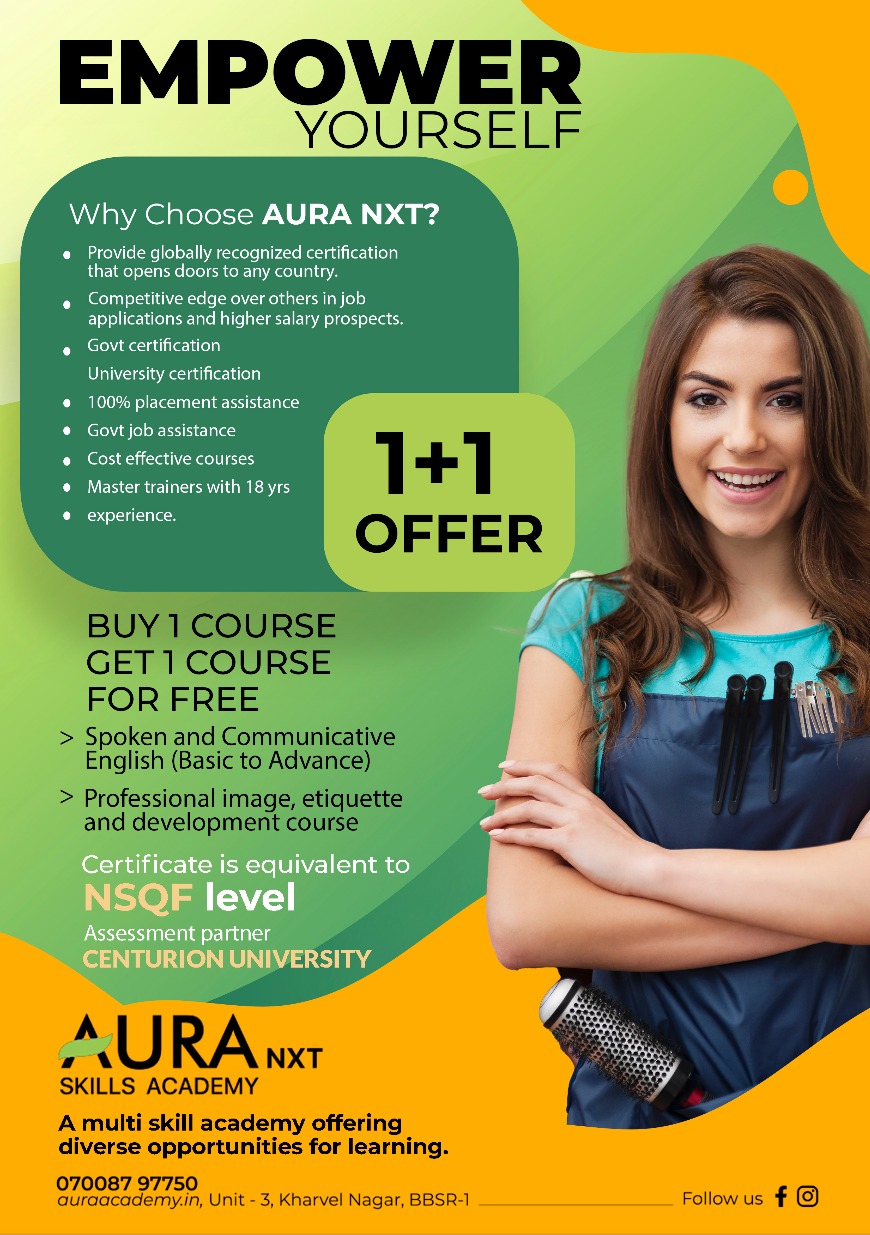 EMPOWER
YOURSELF
Why Choose AURA NXT?
• Provide globally recognized certification
that opens doors to any country.
• Competitive edge over others in job
applications and higher salary prospects.
• Govt certification
University certification
• 100% placement assistance
• Govt job assistance
• Cost effective courses
• Master trainers with 18 yrs
• experience.
1+1
OFFER
BUY 1 COURSE
GET 1 COURSE
FOR FREE
> Spoken and Communicative
English (Basic to Advance)
> Professional image, etiquette
and development course
Certificate is equivalent to
NSQF level
Assessment partner
CENTURION UNIVERSITY
AURA NXT
SKILLS ACADEMY
A multi skill academy offering
diverse opportunities for learning.
070087 97750
auraacademy.in, Unit - 3, Kharvel Nagar, BBSR-1
Follow us